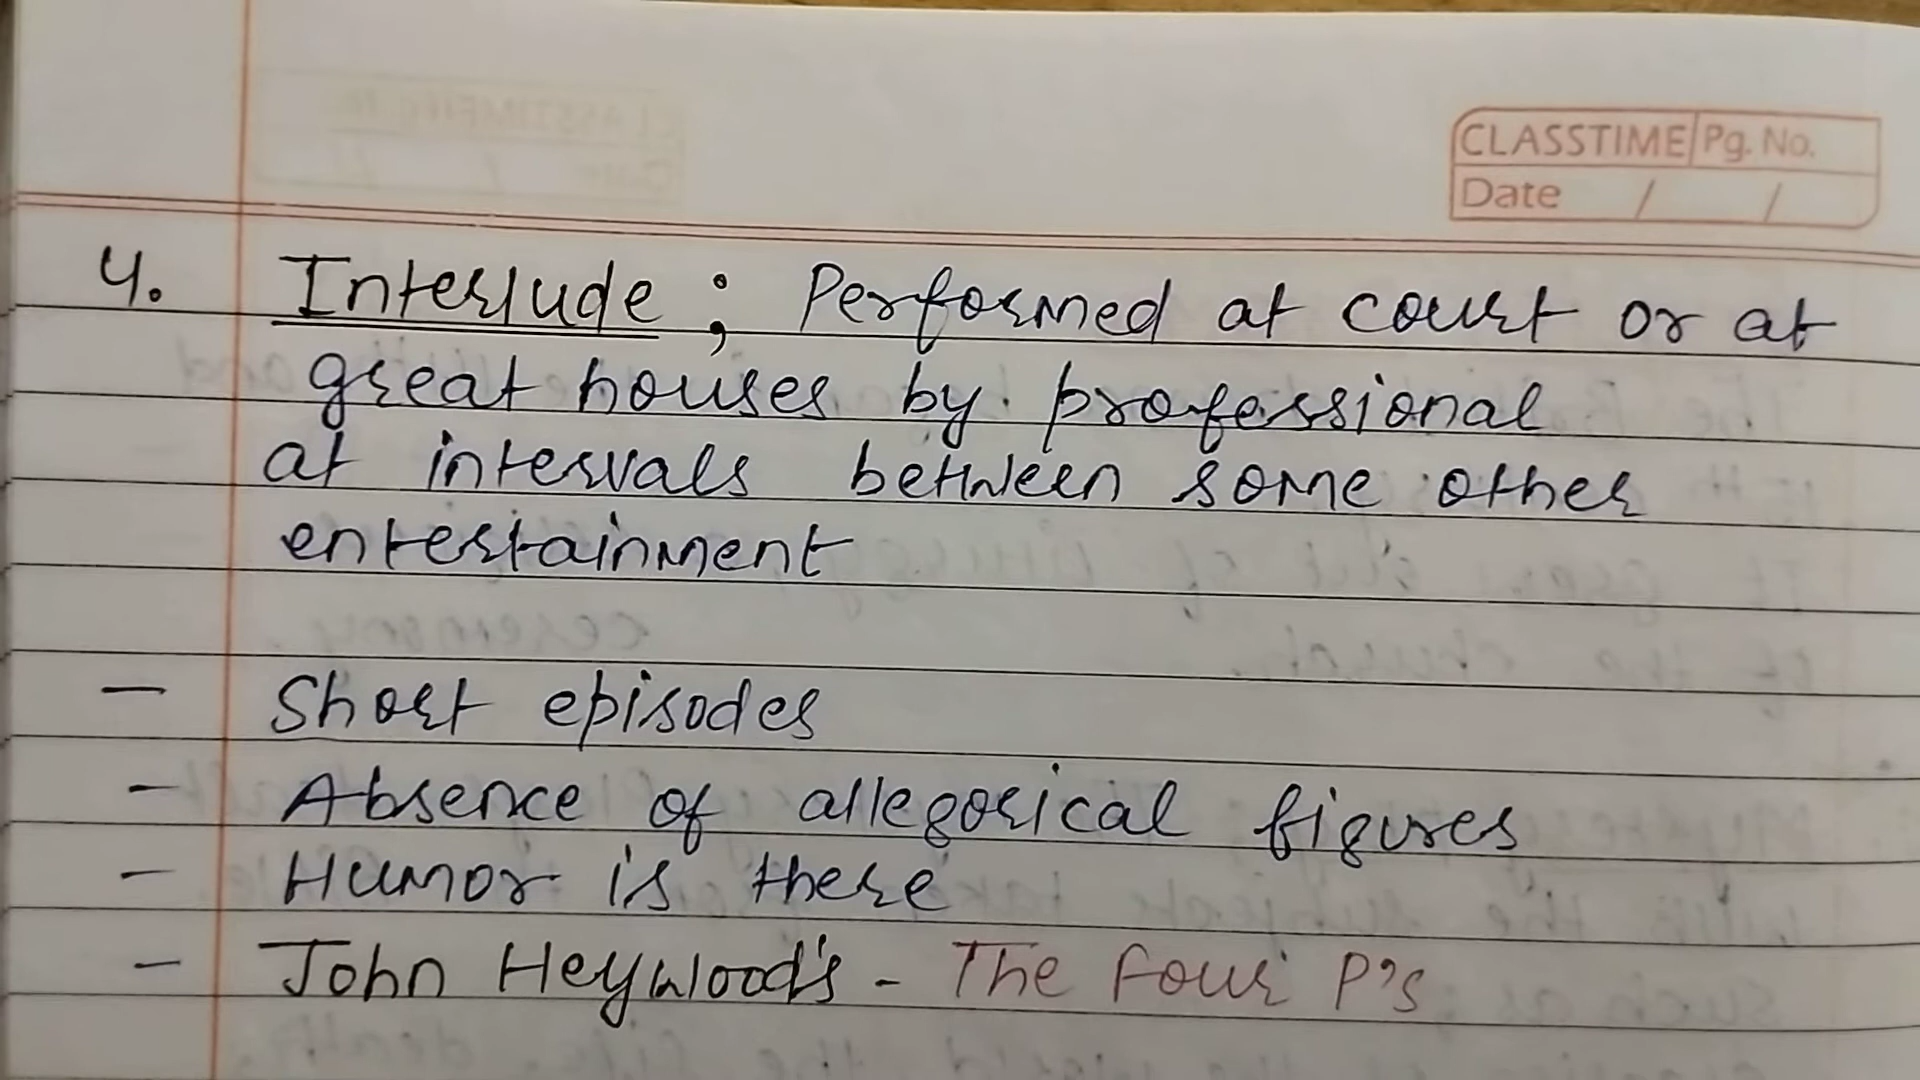 CLASSTIME Pg. No.
Date / /
4. Interlude ; Performed at court or at
great houses by professional
at intervals between some other
entertainment
- Short episodes
- Absence of allegorical figures
- Humor is there
- John Heywood's - The Four P's